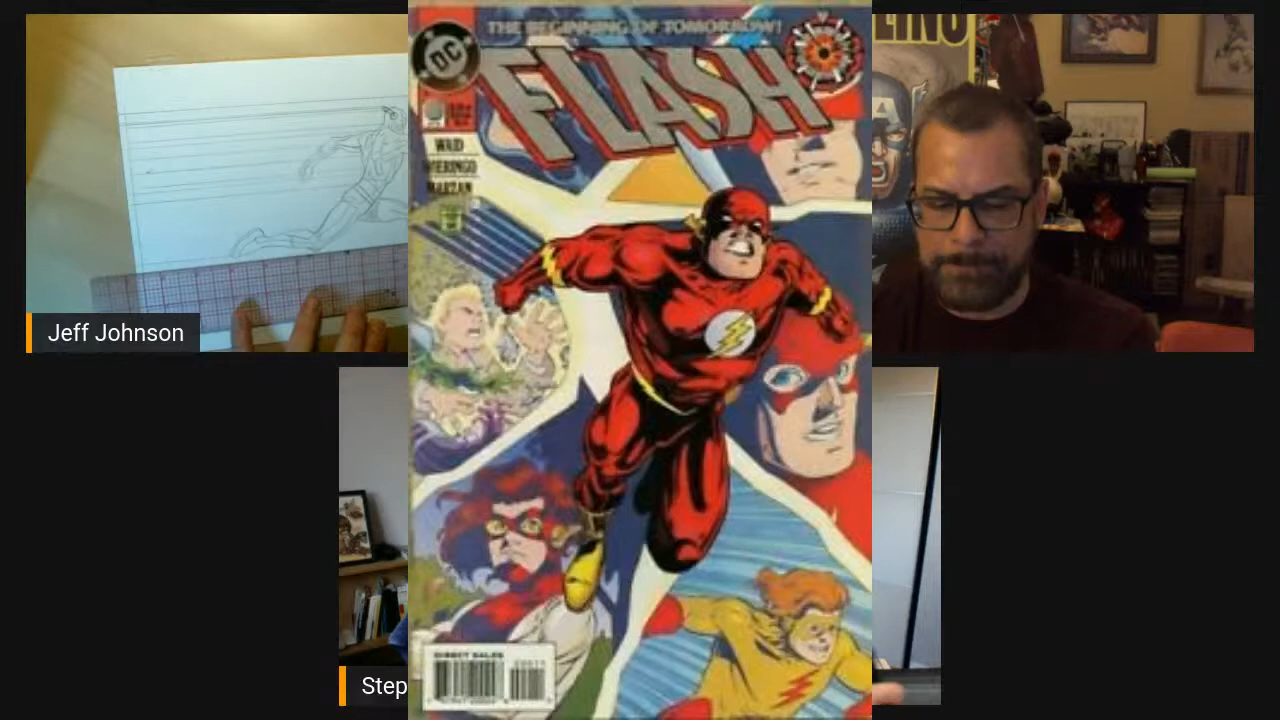 THE BEGINNING OF TOMORROW!
DC
FLASH
WAID
WIERINGO
MARZAN
Jeff Johnson
DIRECT SALES
Step